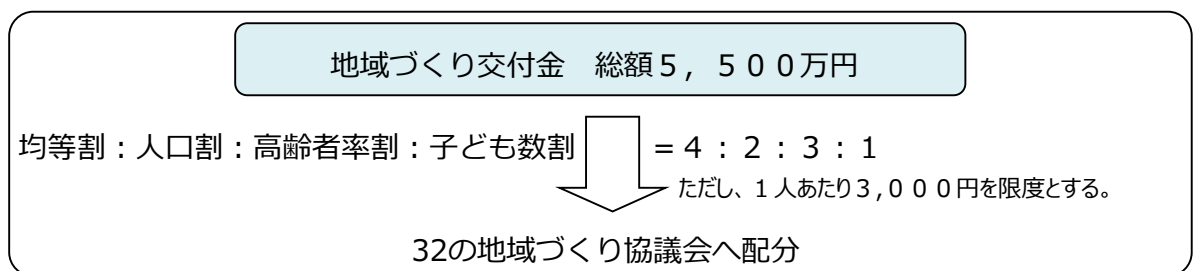 地域づくり交付金　総額５，５００万円
均等割：人口割：高齢者率割：子ども数割　＝４：２：３：１
ただし、１人あたり３,０００円を限度とする。
32の地域づくり協議会へ配分